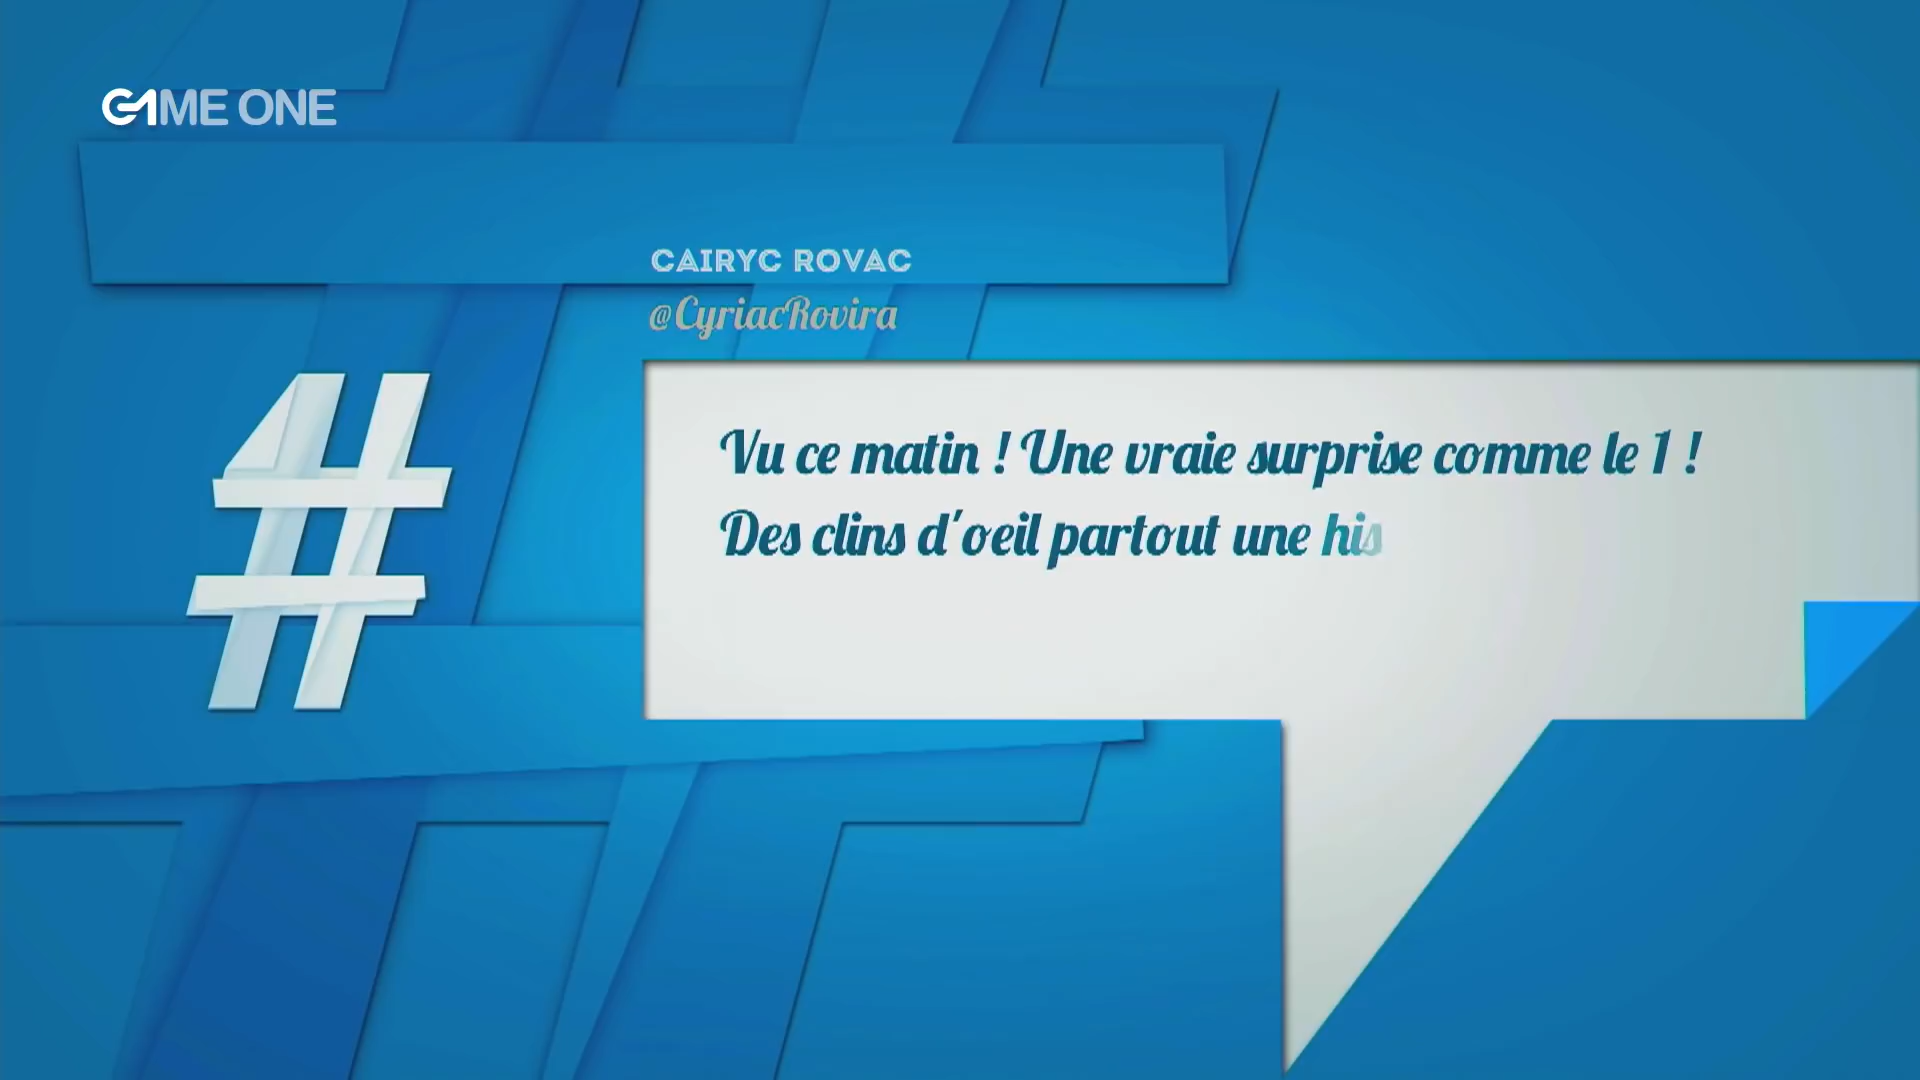 GAME ONE
CAIRYC ROVAC
@CyriacRovira
Vu ce matin ! Une vraie surprise comme le 1 !
Des clins d'oeil partout une his